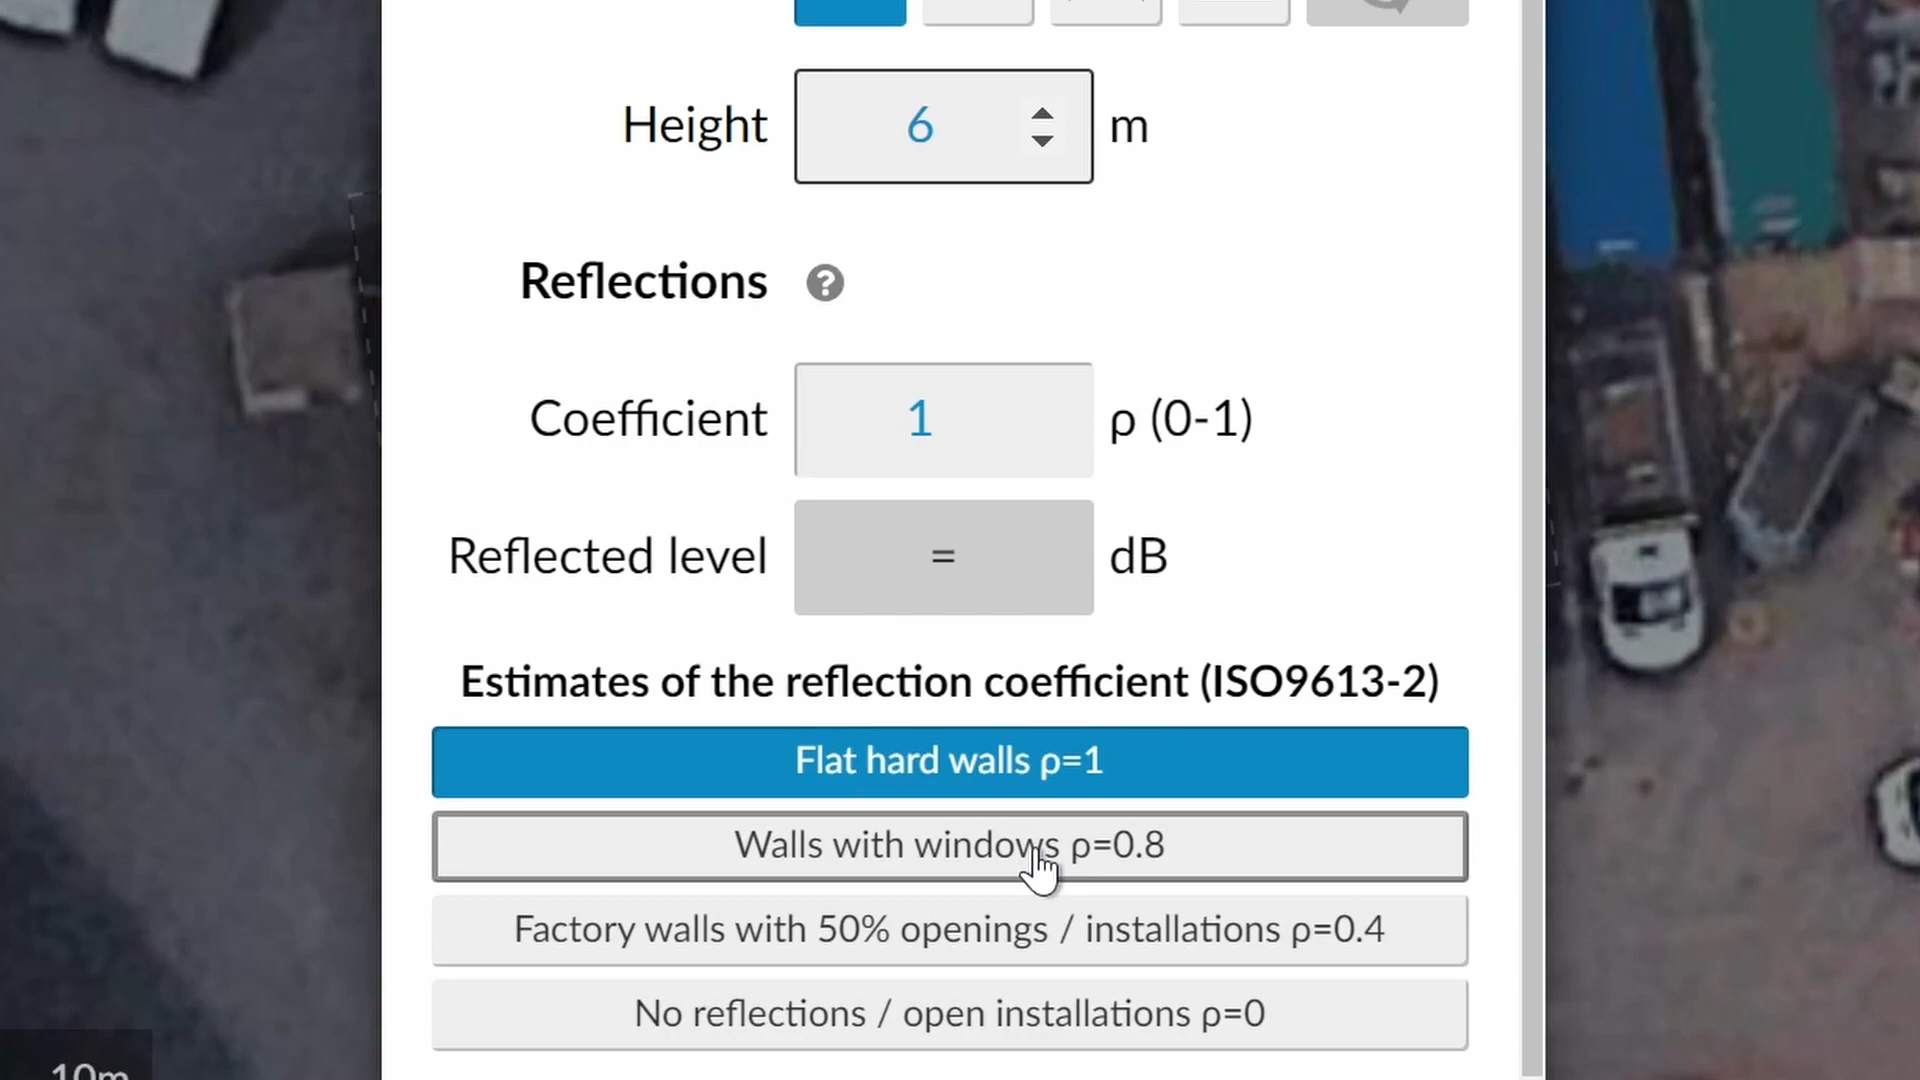 Height 6 m
Reflections ?
Coefficient 1 ρ (0-1)
Reflected level = dB
Estimates of the reflection coefficient (ISO9613-2)
Flat hard walls ρ=1
Walls with windows ρ=0.8
Factory walls with 50% openings / installations ρ=0.4
No reflections / open installations ρ=0
10m